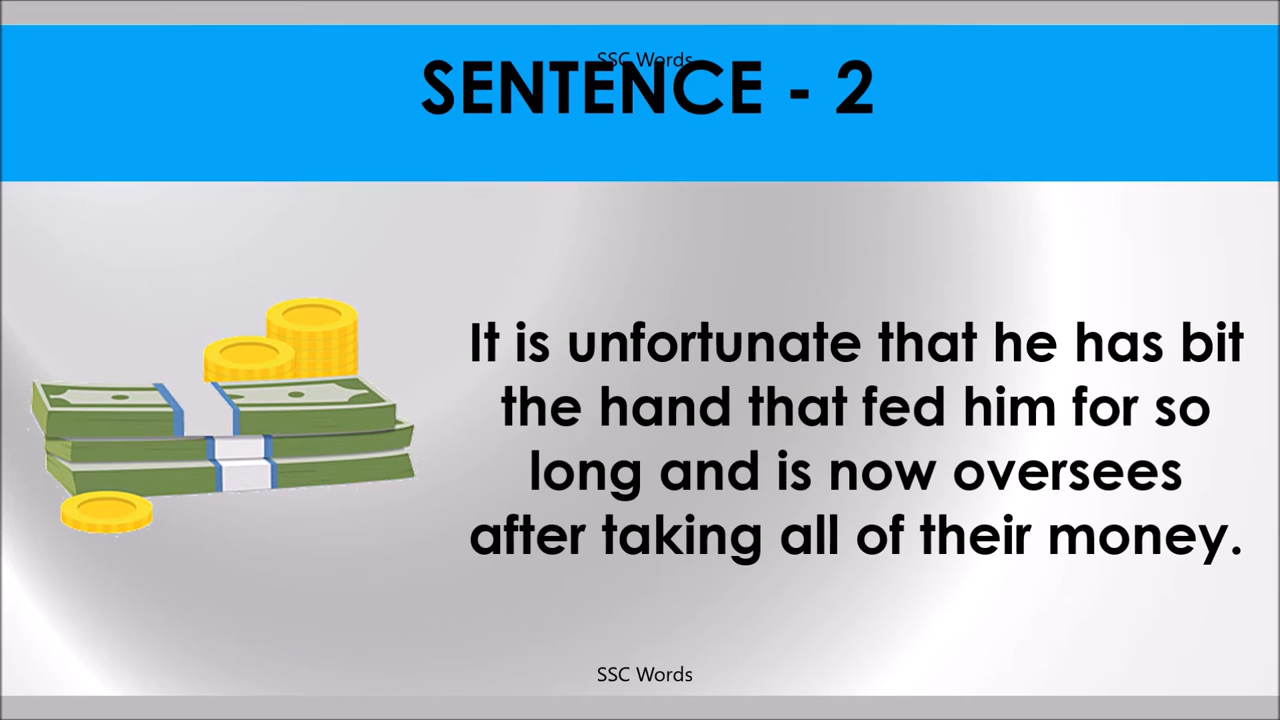 SSC Words
SENTENCE - 2
It is unfortunate that he has bit
the hand that fed him for so
long and is now oversees
after taking all of their money.
SSC Words